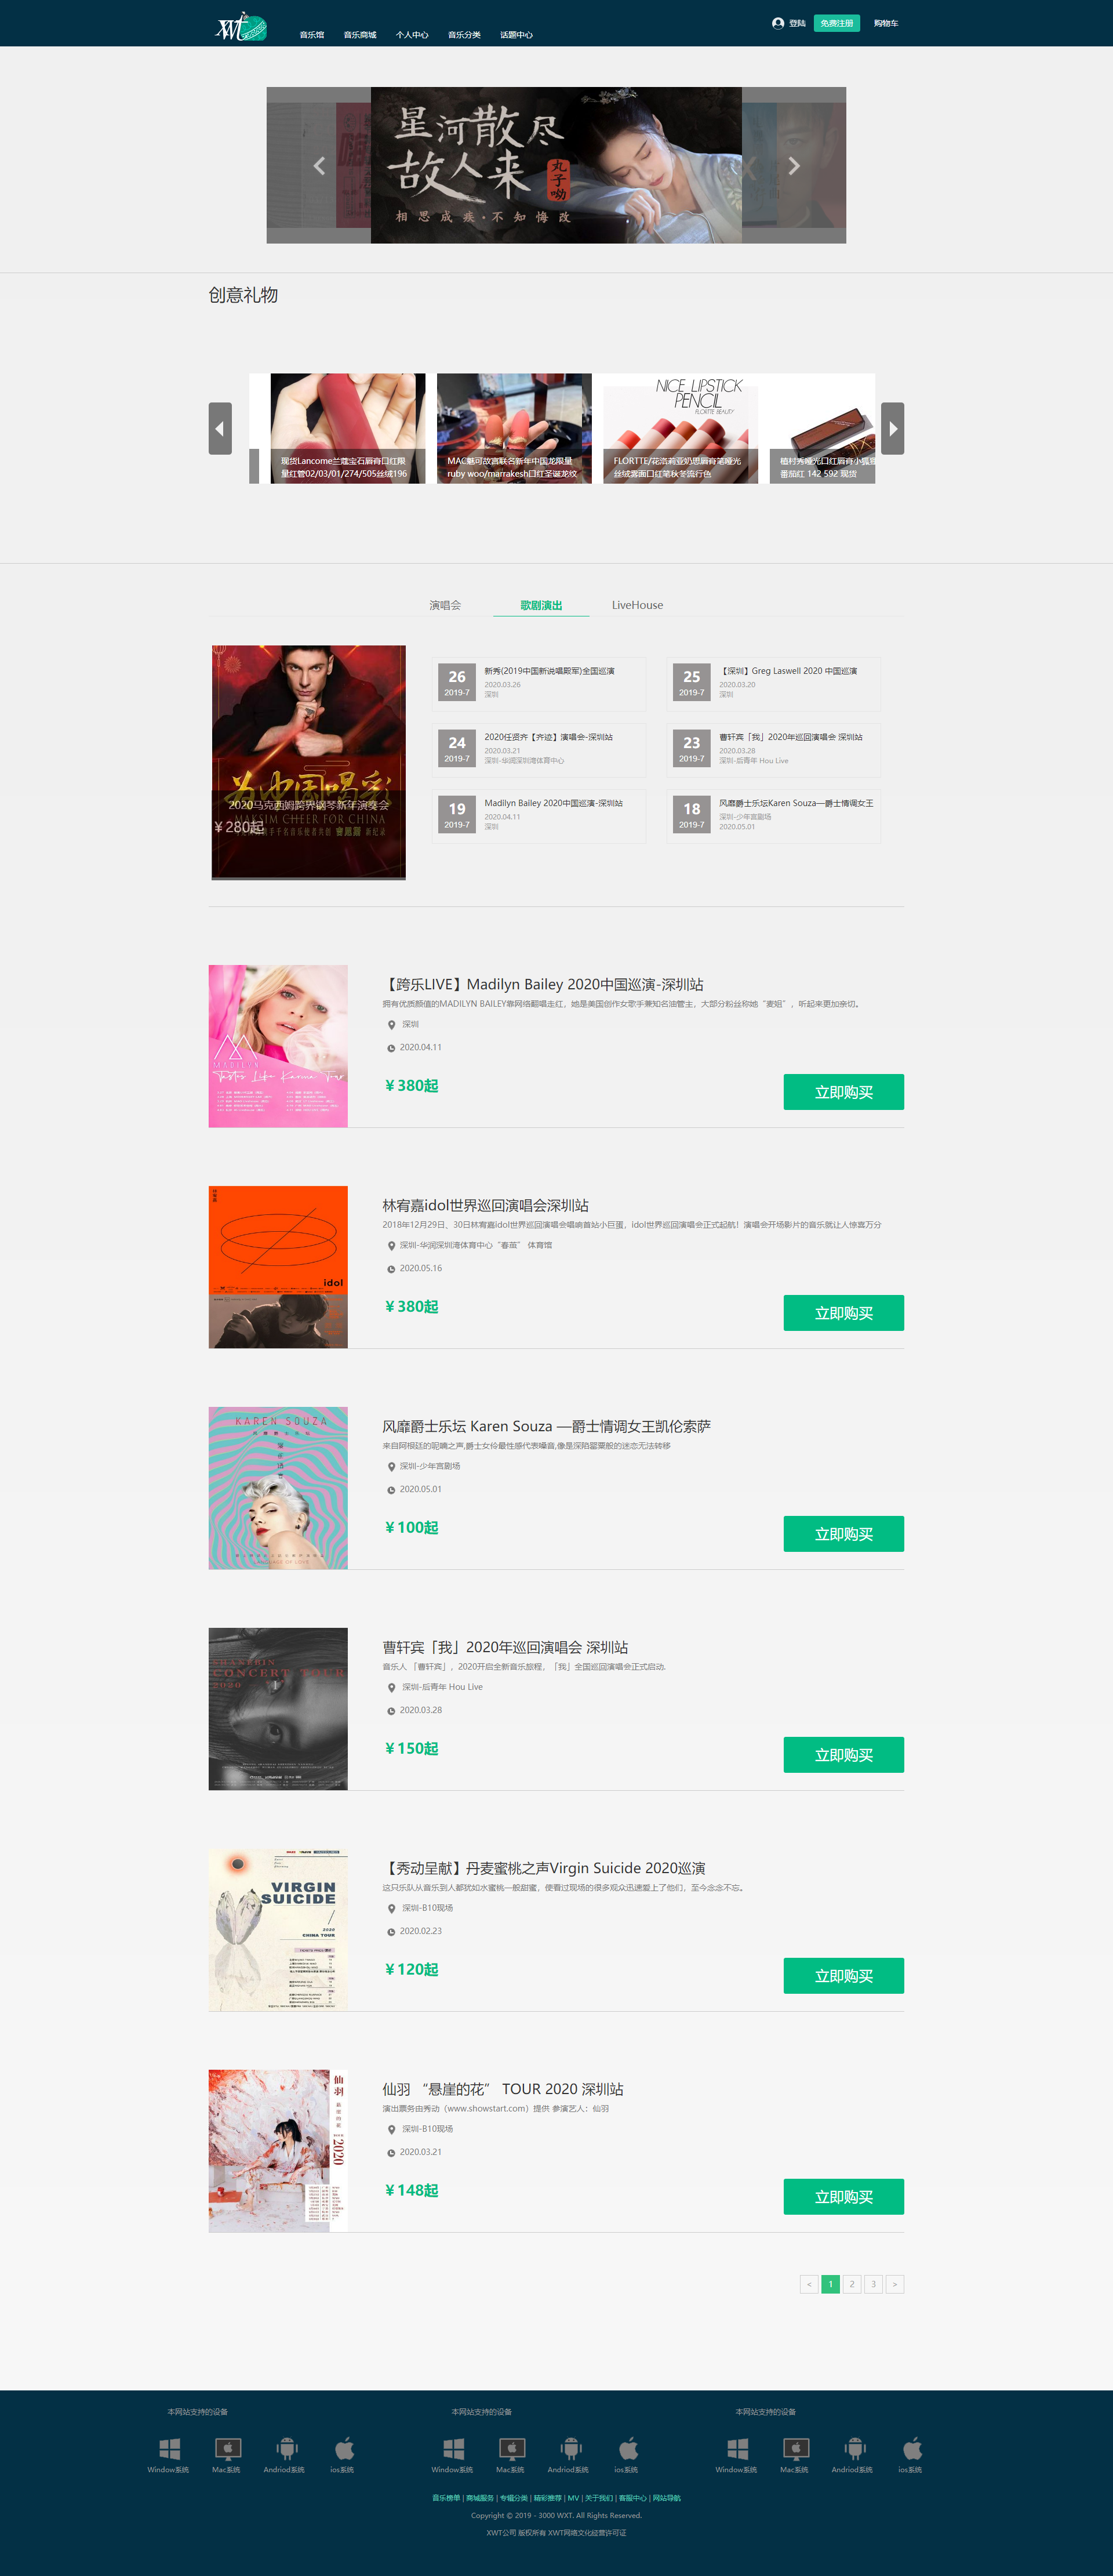 XWT
音乐馆 音乐商城 个人中心 音乐分类 话题中心
登陆 免费注册 购物车
星河散尽
故人来
丸子呦
相思成疾·不知悔改
创意礼物
现货Lancome兰蔻宝石唇脊口红限
量红管02/03/01/274/505丝绒196
MAC魅可故宫联名新年中国龙限量
ruby woo/marrakesh口红圣诞龙纹
NICE LIPSTICK
PENCIL
FLORTTE BEAUTY
FLORTTE/花洛莉亚奶思唇脊笔哑光
丝绒雾面口红笔秋冬流行色
植村秀哑光口红唇脊小狐
番茄红 142 592 现货
演唱会 歌剧演出 LiveHouse
为中国喝彩
MAKSIM CHEER FOR CHINA
2020马克西姆跨界钢琴新年演奏会
¥280起
26
2019-7
新秀(2019中国新说唱殿军)全国巡演
2020.03.26
深圳
25
2019-7
【深圳】Greg Laswell 2020 中国巡演
2020.03.20
深圳
24
2019-7
2020任贤齐【齐迹】演唱会-深圳站
2020.03.21
深圳-华润深圳湾体育中心
23
2019-7
曹轩宾「我」2020年巡回演唱会 深圳站
2020.03.28
深圳-后青年 Hou Live
19
2019-7
Madilyn Bailey 2020中国巡演-深圳站
2020.04.11
深圳
18
2019-7
风靡爵士乐坛Karen Souza—爵士情调女王
深圳-少年宫剧场
2020.05.01
MADILYN
Tastes Like Karma Tour
【跨乐LIVE】Madilyn Bailey 2020中国巡演-深圳站
拥有优质颜值的MADILYN BAILEY靠网络翻唱走红，她是美国创作女歌手兼知名油管主，大部分粉丝称她“麦妞”，听起来更加亲切。
深圳
2020.04.11
¥380起
立即购买
idol
林宥嘉idol世界巡回演唱会深圳站
2018年12月29日、30日林宥嘉idol世界巡回演唱会唱响首站小巨蛋，idol世界巡回演唱会正式起航！演唱会开场影片的音乐就让人惊喜万分
深圳-华润深圳湾体育中心“春茧” 体育馆
2020.05.16
¥380起
立即购买
KAREN SOUZA
LANGUAGE OF LOVE
风靡爵士乐坛 Karen Souza —爵士情调女王凯伦索萨
来自阿根廷的呢喃之声,爵士女伶最性感代表嗓音,像是深陷罂粟般的迷恋无法转移
深圳-少年宫剧场
2020.05.01
¥100起
立即购买
SHANEBIN
CONCERT TOUR
2020
曹轩宾「我」2020年巡回演唱会 深圳站
音乐人 「曹轩宾」，2020开启全新音乐旅程，「我」全国巡回演唱会正式启动.
深圳-后青年 Hou Live
2020.03.28
¥150起
立即购买
VIRGIN
SUICIDE
2020
CHINA TOUR
【秀动呈献】丹麦蜜桃之声Virgin Suicide 2020巡演
这只乐队从音乐到人都犹如水蜜桃一般甜蜜，使看过现场的很多观众迅速爱上了他们，至今念念不忘。
深圳-B10现场
2020.02.23
¥120起
立即购买
仙羽
悬崖的花
2020
仙羽 “悬崖的花” TOUR 2020 深圳站
演出票务由秀动（www.showstart.com）提供 参演艺人：仙羽
深圳-B10现场
2020.03.21
¥148起
立即购买
< 1 2 3 >
本网站支持的设备 本网站支持的设备 本网站支持的设备
Window系统 Mac系统 Andriod系统 ios系统 Window系统 Mac系统 Andriod系统 ios系统 Window系统 Mac系统 Andriod系统 ios系统
音乐榜单 | 商城服务 | 专辑分类 | 精彩推荐 | MV | 关于我们 | 客服中心 | 网站导航
Copyright © 2019 - 3000 WXT. All Rights Reserved.
XWT公司 版权所有 XWT网络文化经营许可证